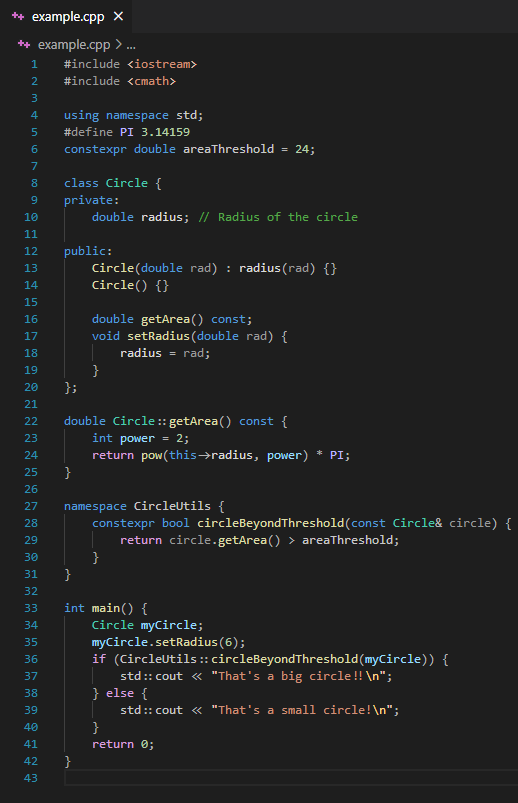 example.cpp ×
example.cpp > ...
1 #include <iostream>
2 #include <cmath>
3
4 using namespace std;
5 #define PI 3.14159
6 constexpr double areaThreshold = 24;
7
8 class Circle {
9 private:
10     double radius; // Radius of the circle
11
12 public:
13     Circle(double rad) : radius(rad) {}
14     Circle() {}
15
16     double getArea() const;
17     void setRadius(double rad) {
18         radius = rad;
19     }
20 };
21
22 double Circle::getArea() const {
23     int power = 2;
24     return pow(this->radius, power) * PI;
25 }
26
27 namespace CircleUtils {
28     constexpr bool circleBeyondThreshold(const Circle& circle) {
29         return circle.getArea() > areaThreshold;
30     }
31 }
32
33 int main() {
34     Circle myCircle;
35     myCircle.setRadius(6);
36     if (CircleUtils::circleBeyondThreshold(myCircle)) {
37         std::cout << "That's a big circle!!\n";
38     } else {
39         std::cout << "That's a small circle!\n";
40     }
41     return 0;
42 }
43